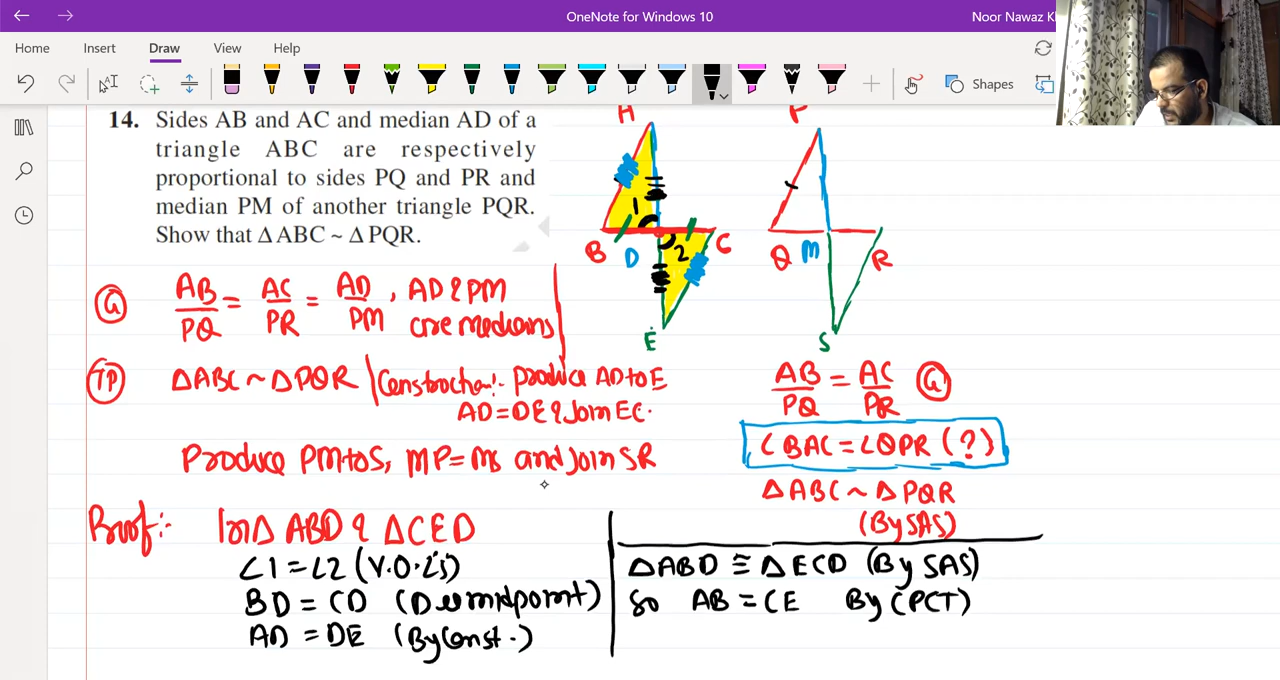 OneNote for Windows 10
Noor Nawaz Kh
Home Insert Draw View Help
Shapes
14. Sides AB and AC and median AD of a
triangle ABC are respectively
proportional to sides PQ and PR and
median PM of another triangle PQR.
Show that Δ ABC ~ Δ PQR.
A
P
1
B D C
2
E
Q M R
S
G AB/PQ = AC/PR = AD/PM , AD & PM
are medians
TP ΔABC ~ ΔPQR Construction:- Produce AD to E
AD = DE & Join EC.
Produce PM to S, MP = MS and Join SR
AB/PQ = AC/PR G
∠BAC = ∠QPR (?)
ΔABC ~ ΔPQR
(By SAS)
Proof:- In Δ ABD & ΔCED
∠1 = ∠2 (V.O.∠'s)
BD = CD (D is midpoint)
AD = DE (By Const.)
ΔABD ≅ ΔECD (By SAS)
So AB = CE By CPCT)